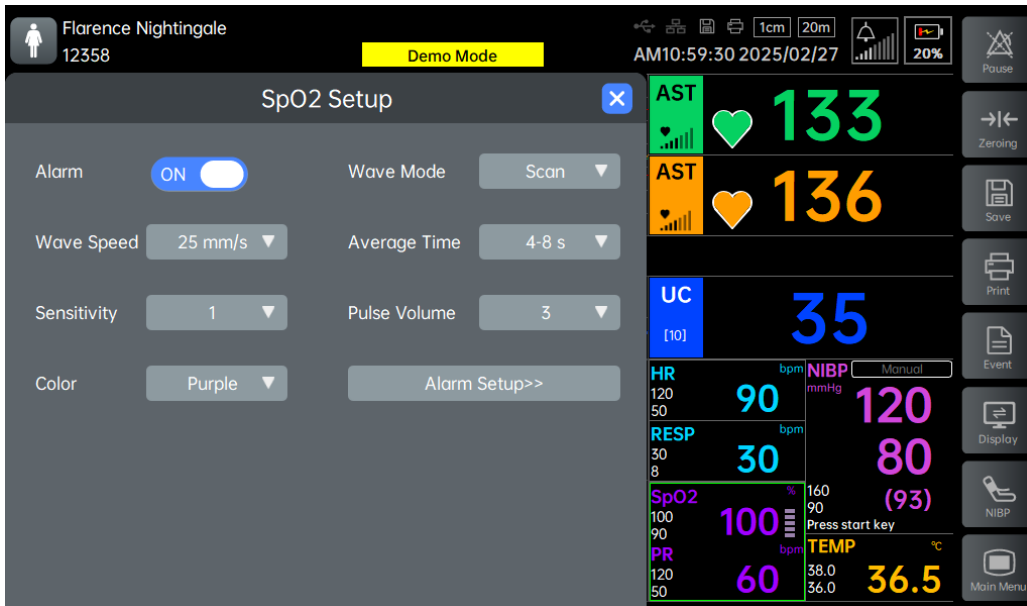 Flarence Nightingale
12358
Demo Mode
1cm 20m
AM10:59:30 2025/02/27
20%
Pause
SpO2 Setup
Alarm ON
Wave Mode Scan
Wave Speed 25 mm/s
Average Time 4-8 s
Sensitivity 1
Pulse Volume 3
Color Purple
Alarm Setup>>
AST 133
AST 136
UC
[10]
35
HR bpm
120
50
90
RESP bpm
30
8
30
SpO2 %
100
90
100
PR bpm
120
50
60
NIBP Manual
mmHg
120
80
160
90
(93)
Press start key
TEMP °C
38.0
36.0
36.5
Zeroing
Save
Print
Event
Display
NIBP
Main Menu